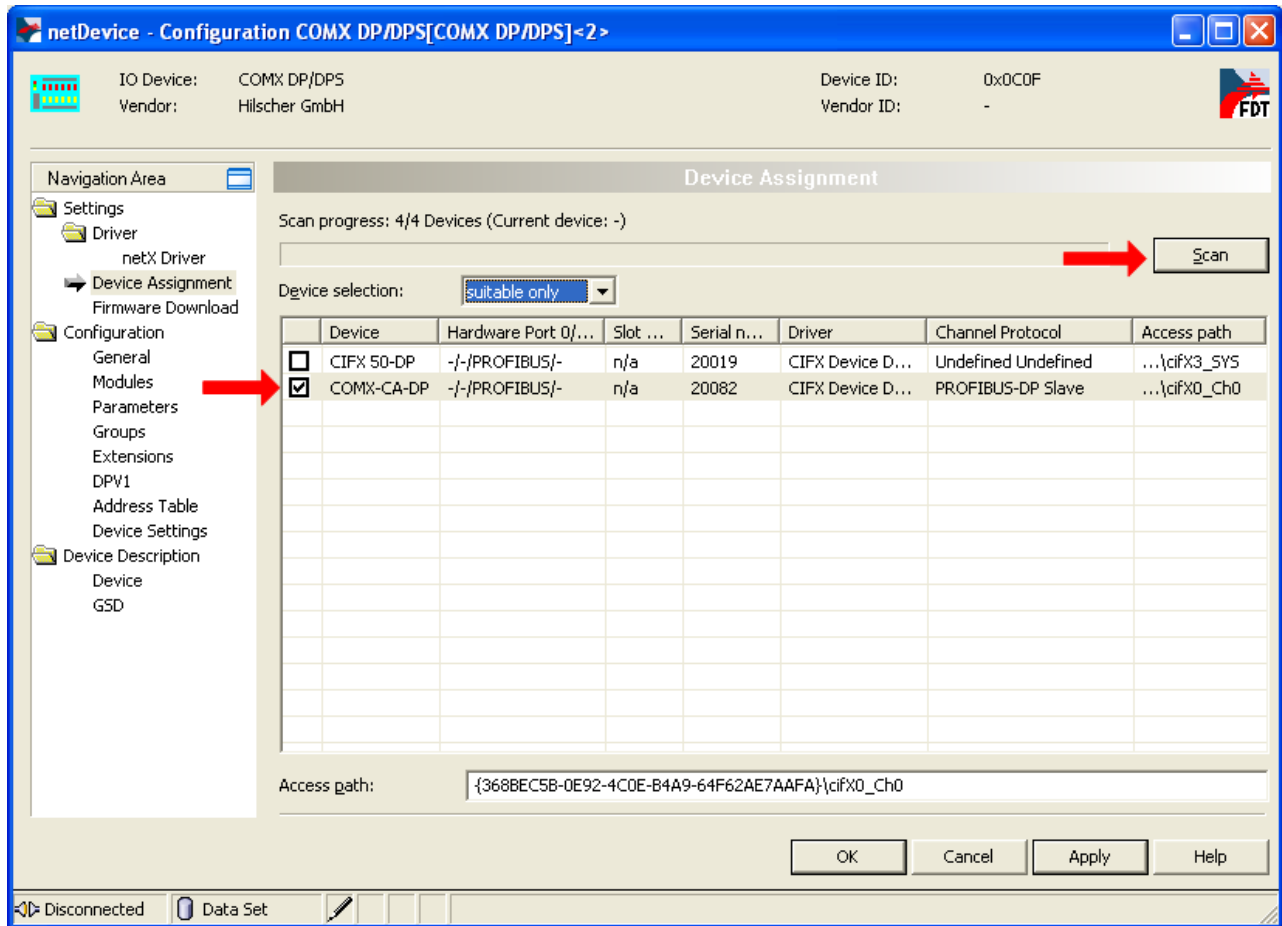 netDevice - Configuration COMX DP/DPS[COMX DP/DPS]<2>
IO Device: COMX DP/DPS Device ID: 0x0C0F
Vendor: Hilscher GmbH Vendor ID: -
FDT
Navigation Area
Settings
Driver
netX Driver
Device Assignment
Firmware Download
Configuration
General
Modules
Parameters
Groups
Extensions
DPV1
Address Table
Device Settings
Device Description
Device
GSD
Device Assignment
Scan progress: 4/4 Devices (Current device: -)
Scan
Device selection: suitable only
Device Hardware Port 0/... Slot ... Serial n... Driver Channel Protocol Access path
CIFX 50-DP -/-/PROFIBUS/- n/a 20019 CIFX Device D... Undefined Undefined ...\cifX3_SYS
COMX-CA-DP -/-/PROFIBUS/- n/a 20082 CIFX Device D... PROFIBUS-DP Slave ...\cifX0_Ch0
Access path: {368BEC5B-0E92-4C0E-B4A9-64F62AE7AAFA}\cifX0_Ch0
OK Cancel Apply Help
Disconnected Data Set